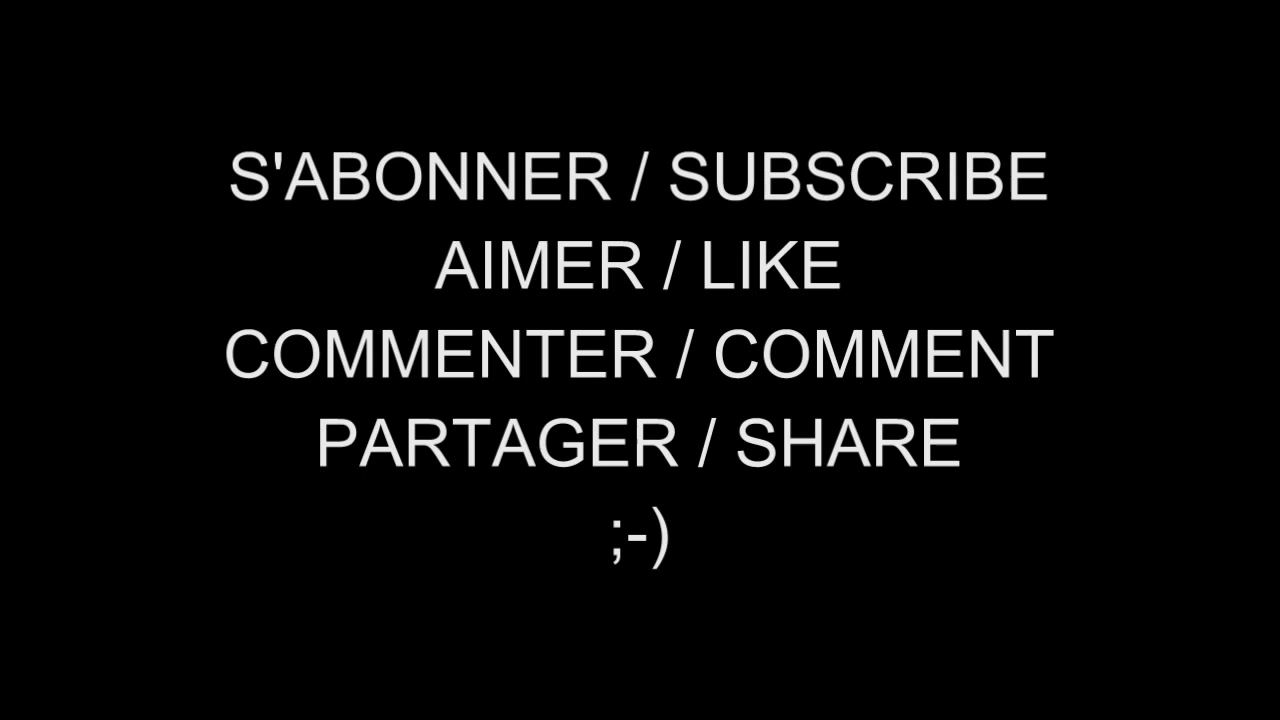 S'ABONNER / SUBSCRIBE
AIMER / LIKE
COMMENTER / COMMENT
PARTAGER / SHARE
;-)